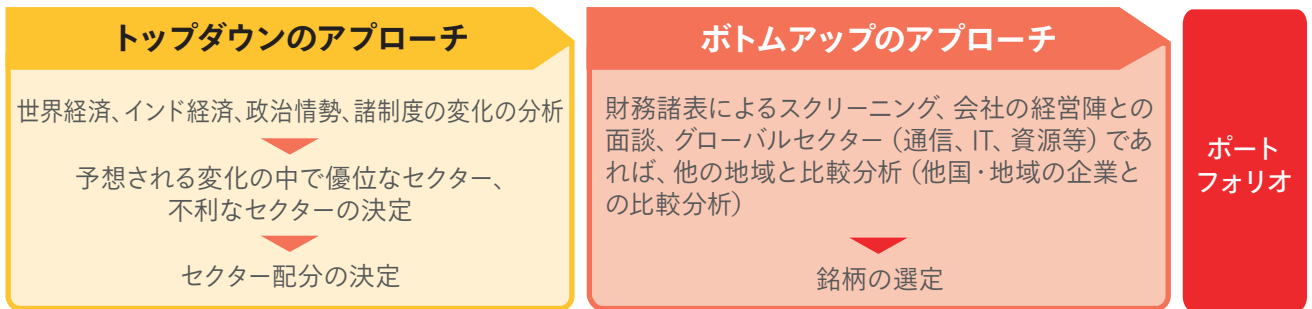 トップダウンのアプローチ
世界経済、インド経済、政治情勢、諸制度の変化の分析
予想される変化の中で優位なセクター、
不利なセクターの決定
セクター配分の決定
ボトムアップのアプローチ
財務諸表によるスクリーニング、会社の経営陣との
面談、グローバルセクター（通信、IT、資源等）であ
れば、他の地域と比較分析（他国・地域の企業と
の比較分析）
銘柄の選定
ポート
フォリオ